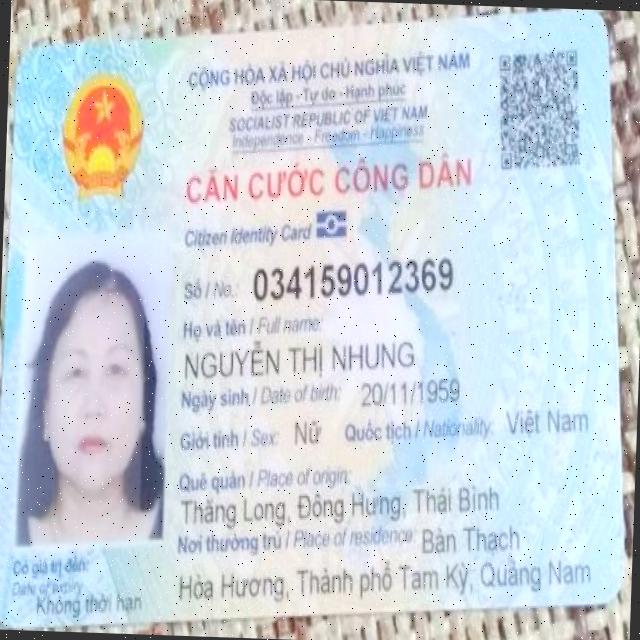 CỘNG HÒA XÃ HỘI CHỦ NGHĨA VIỆT NAM
Độc lập - Tự do - Hạnh phúc
SOCIALIST REPUBLIC OF VIET NAM
Independence - Freedom - Happiness
CĂN CƯỚC CÔNG DÂN
Citizen Identity Card
Số / No.: 034159012369
Họ và tên / Full name:
NGUYỄN THỊ NHUNG
Ngày sinh / Date of birth: 20/11/1959
Giới tính / Sex: Nữ Quốc tịch / Nationality: Việt Nam
Quê quán / Place of origin:
Thăng Long, Đông Hưng, Thái Bình
Nơi thường trú / Place of residence: Bàn Thạch
Hòa Hương, Thành phố Tam Kỳ, Quảng Nam
Có giá trị đến:
Date of expiry
Không thời hạn